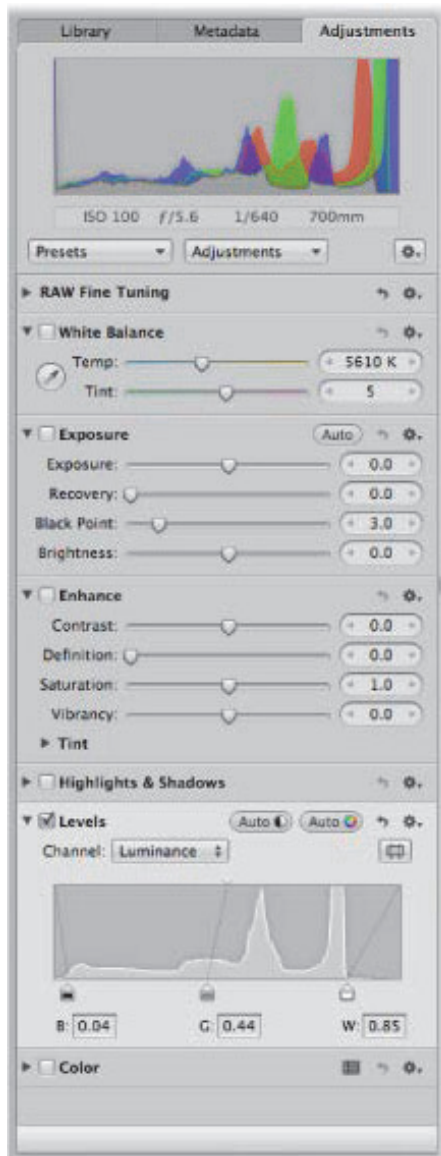 Library Metadata Adjustments
ISO 100 f/5.6 1/640 700mm
Presets Adjustments
RAW Fine Tuning
White Balance
Temp: 5610 K
Tint: 5
Exposure Auto
Exposure: 0.0
Recovery: 0.0
Black Point: 3.0
Brightness: 0.0
Enhance
Contrast: 0.0
Definition: 0.0
Saturation: 1.0
Vibrancy: 0.0
Tint
Highlights & Shadows
Levels Auto Auto
Channel: Luminance
B: 0.04 G: 0.44 W: 0.85
Color